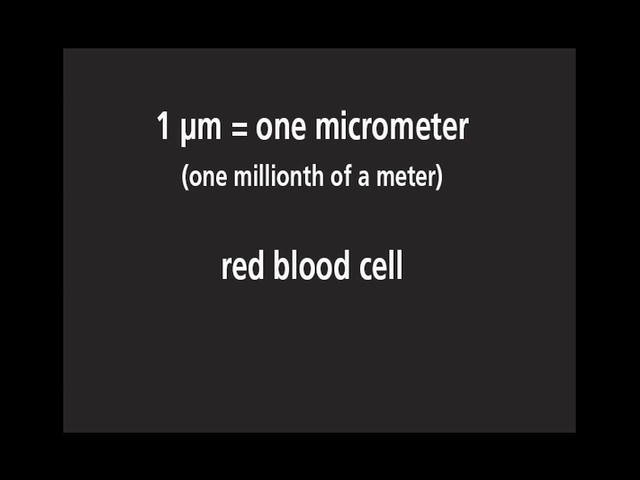 1 µm = one micrometer
(one millionth of a meter)
red blood cell